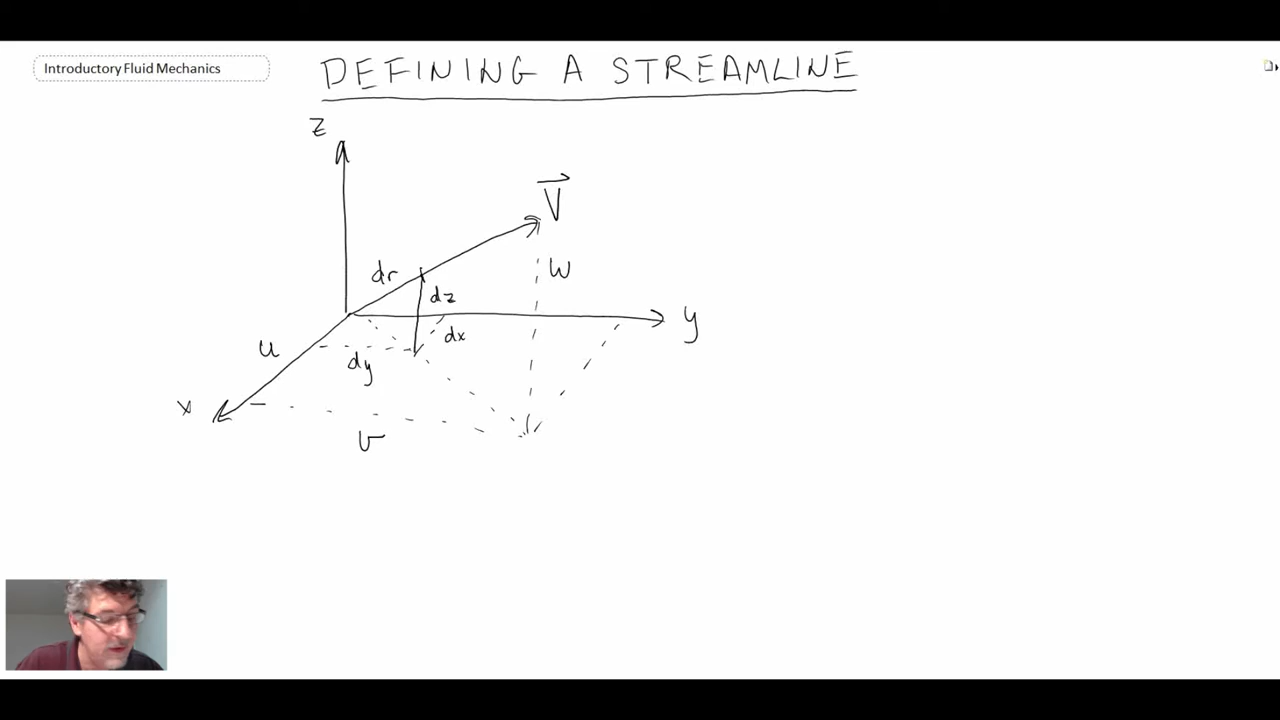 Introductory Fluid Mechanics
DEFINING A STREAMLINE
z
V
dr
w
dz
y
dx
u
dy
x
v